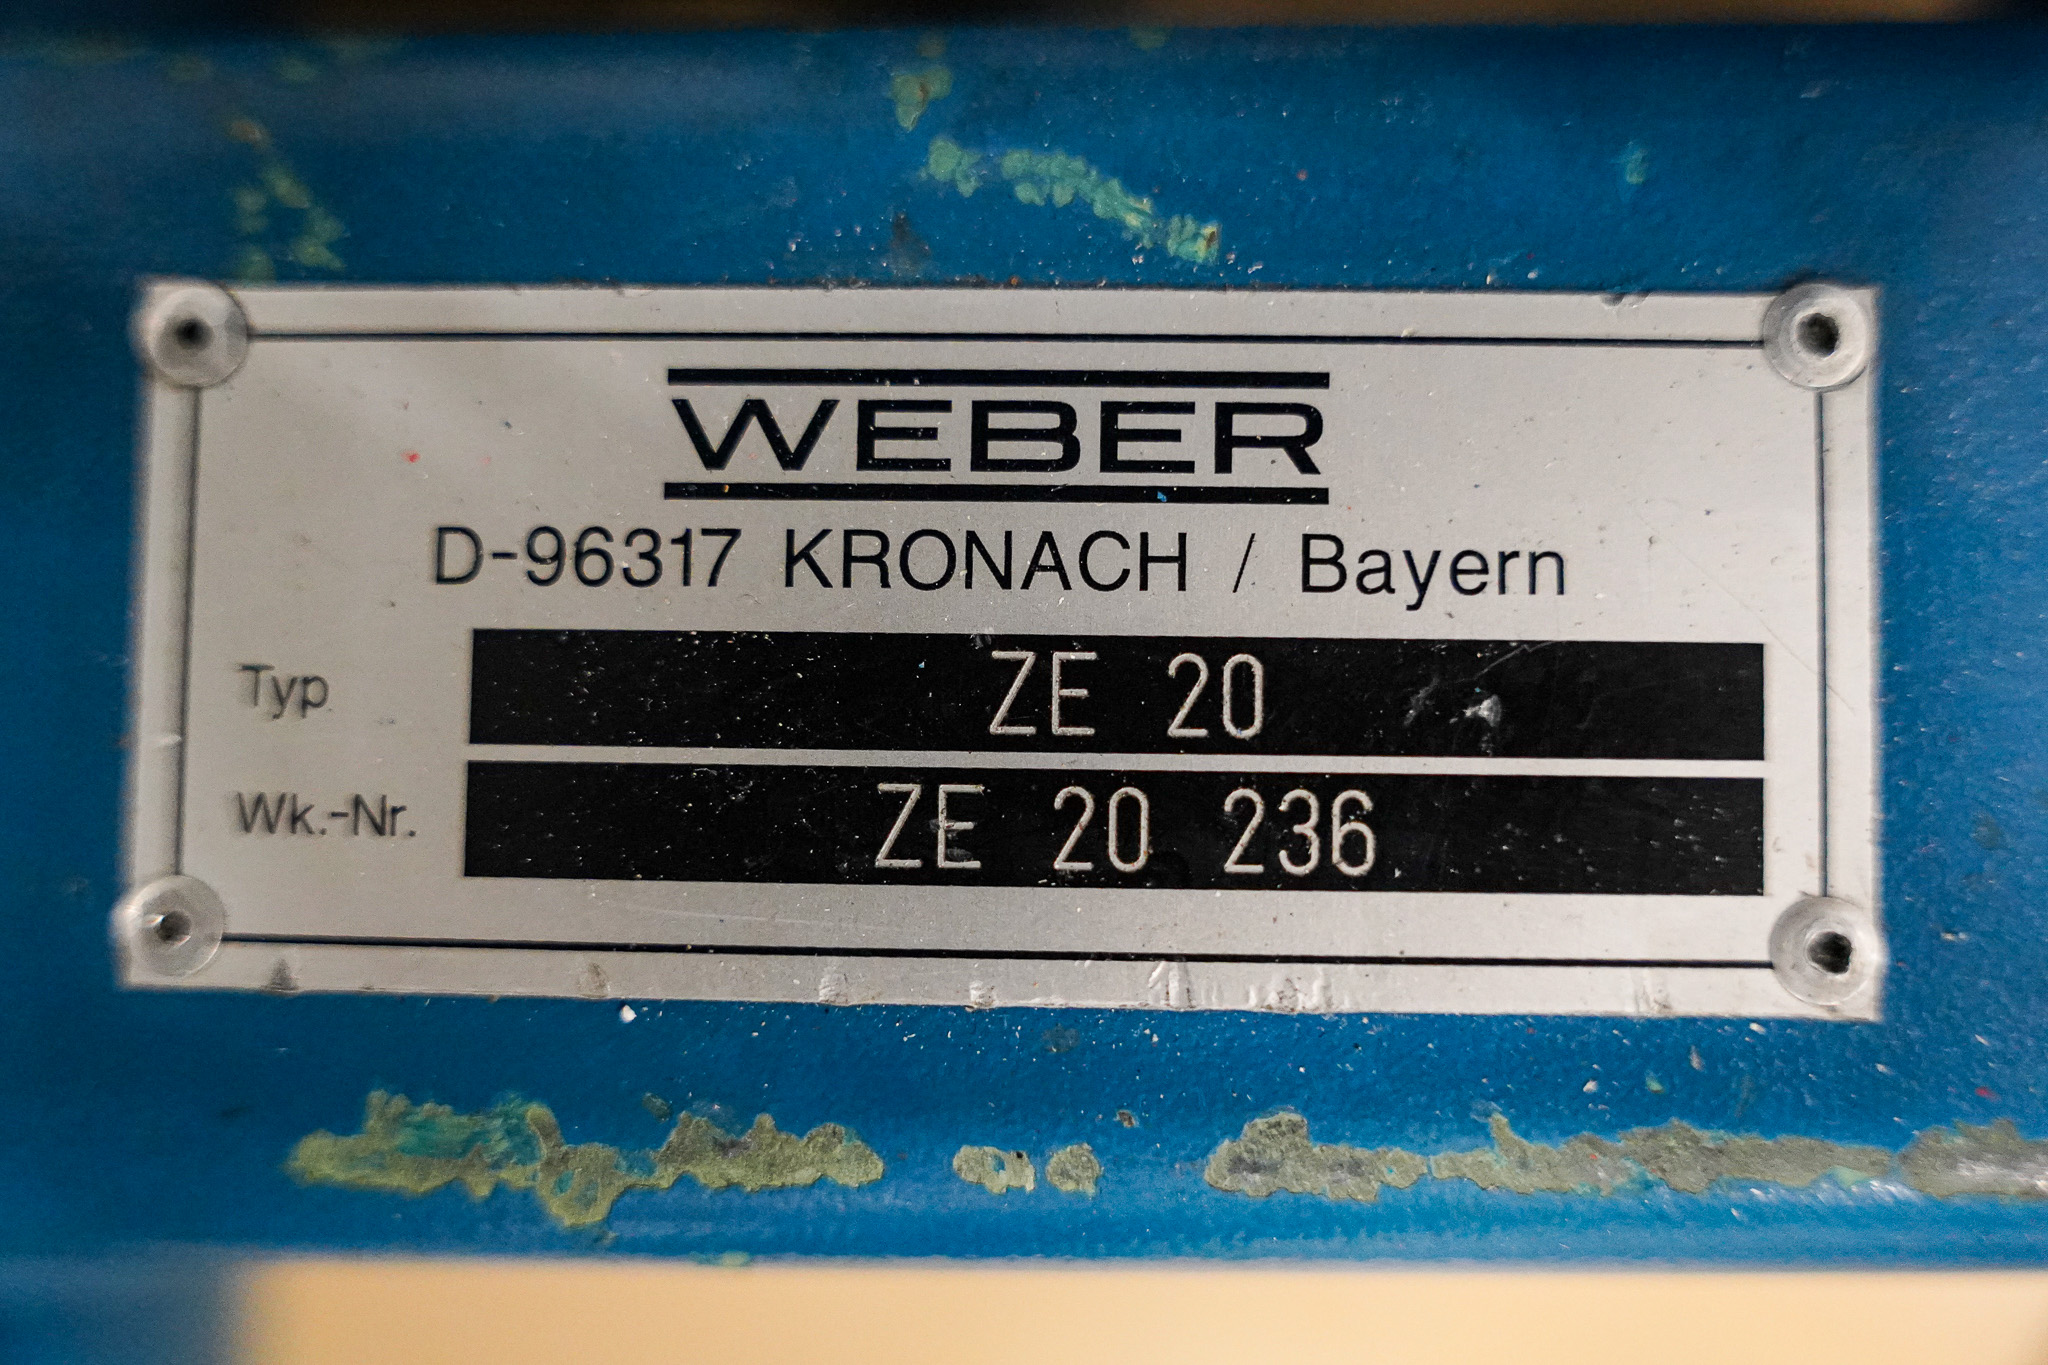 WEBER
D-96317 KRONACH / Bayern
Typ ZE 20
Wk.-Nr. ZE 20 236